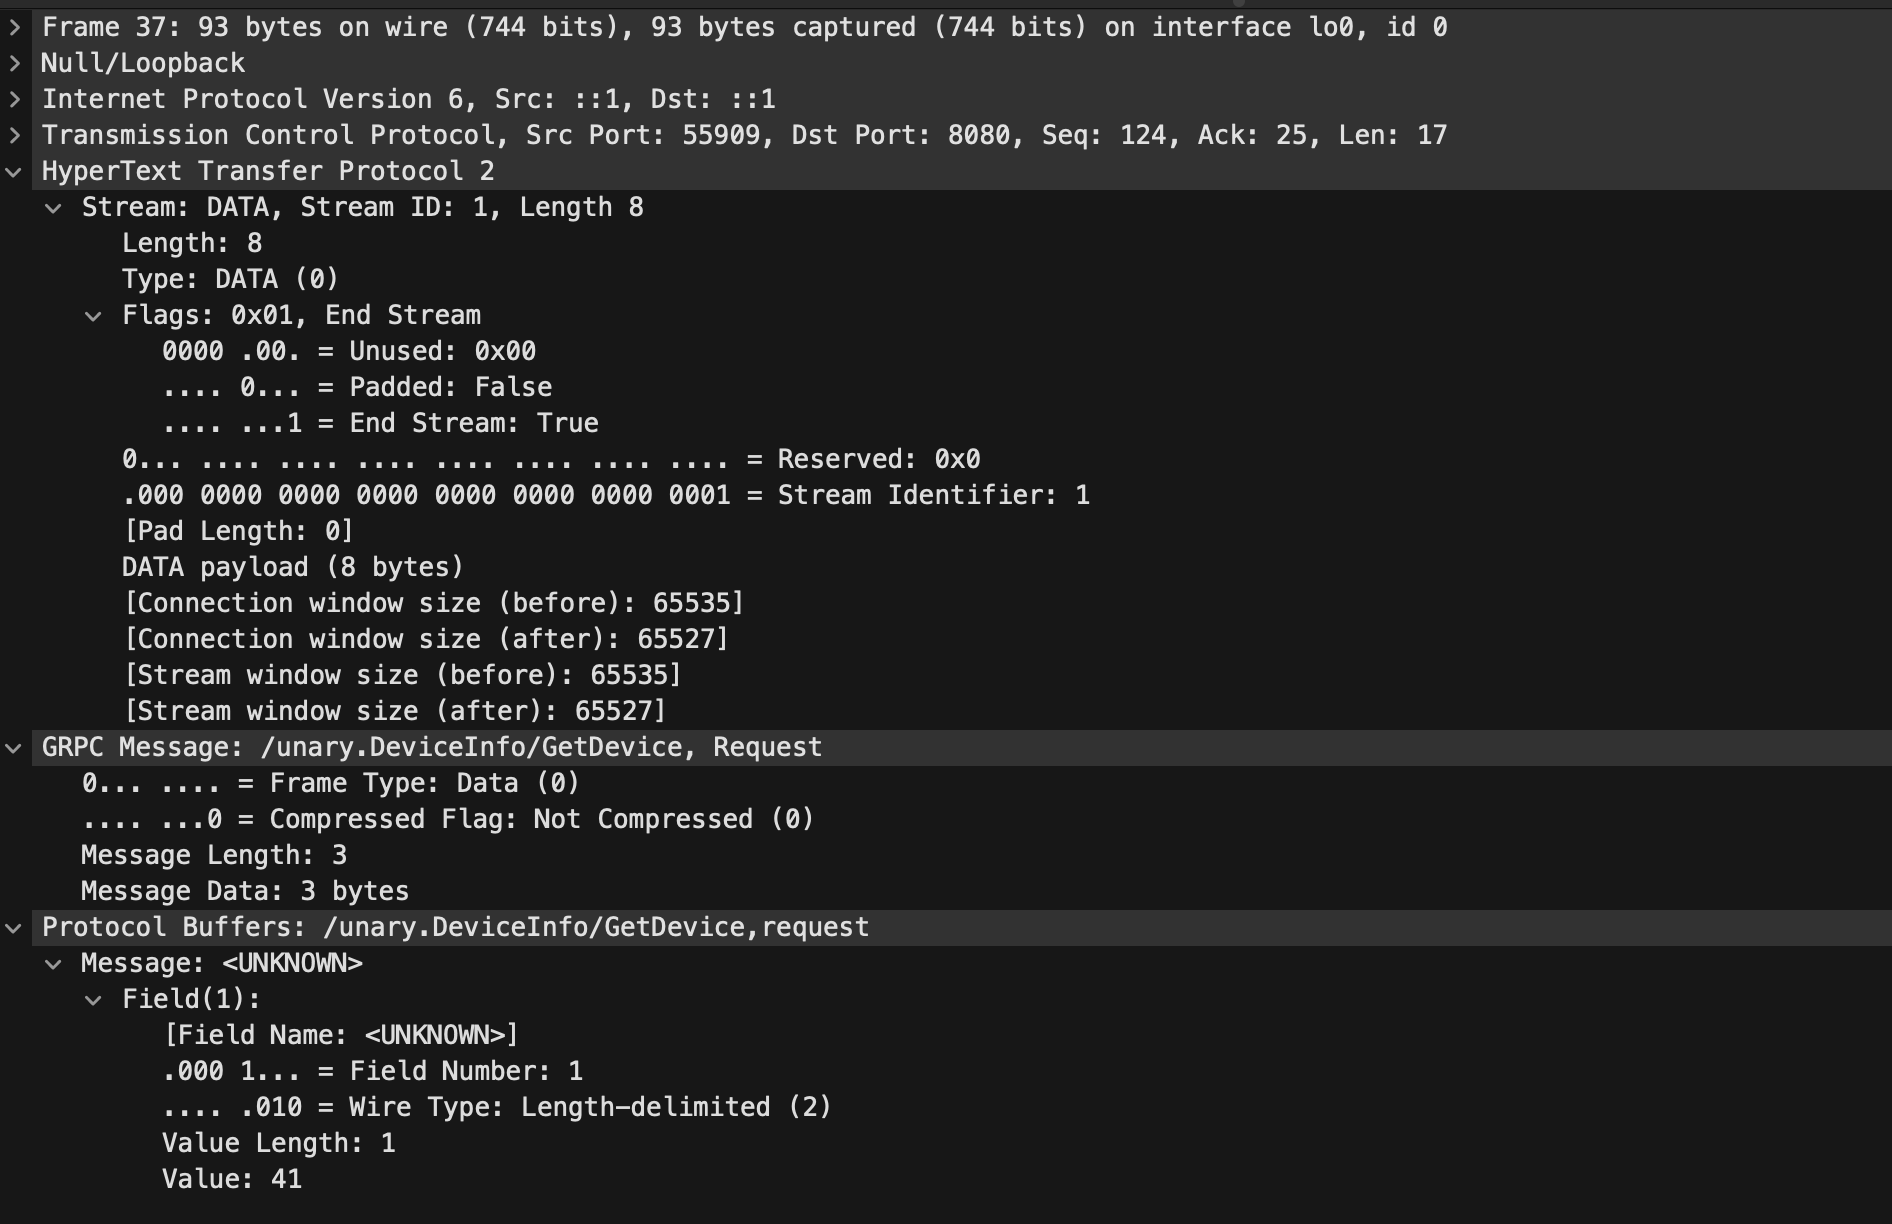 Frame 37: 93 bytes on wire (744 bits), 93 bytes captured (744 bits) on interface lo0, id 0
Null/Loopback
Internet Protocol Version 6, Src: ::1, Dst: ::1
Transmission Control Protocol, Src Port: 55909, Dst Port: 8080, Seq: 124, Ack: 25, Len: 17
HyperText Transfer Protocol 2
Stream: DATA, Stream ID: 1, Length 8
Length: 8
Type: DATA (0)
Flags: 0x01, End Stream
0000 .00. = Unused: 0x00
.... 0... = Padded: False
.... ...1 = End Stream: True
0... .... .... .... .... .... .... .... = Reserved: 0x0
.000 0000 0000 0000 0000 0000 0000 0001 = Stream Identifier: 1
[Pad Length: 0]
DATA payload (8 bytes)
[Connection window size (before): 65535]
[Connection window size (after): 65527]
[Stream window size (before): 65535]
[Stream window size (after): 65527]
GRPC Message: /unary.DeviceInfo/GetDevice, Request
0... .... = Frame Type: Data (0)
.... ...0 = Compressed Flag: Not Compressed (0)
Message Length: 3
Message Data: 3 bytes
Protocol Buffers: /unary.DeviceInfo/GetDevice,request
Message: <UNKNOWN>
Field(1):
[Field Name: <UNKNOWN>]
.000 1... = Field Number: 1
.... .010 = Wire Type: Length-delimited (2)
Value Length: 1
Value: 41